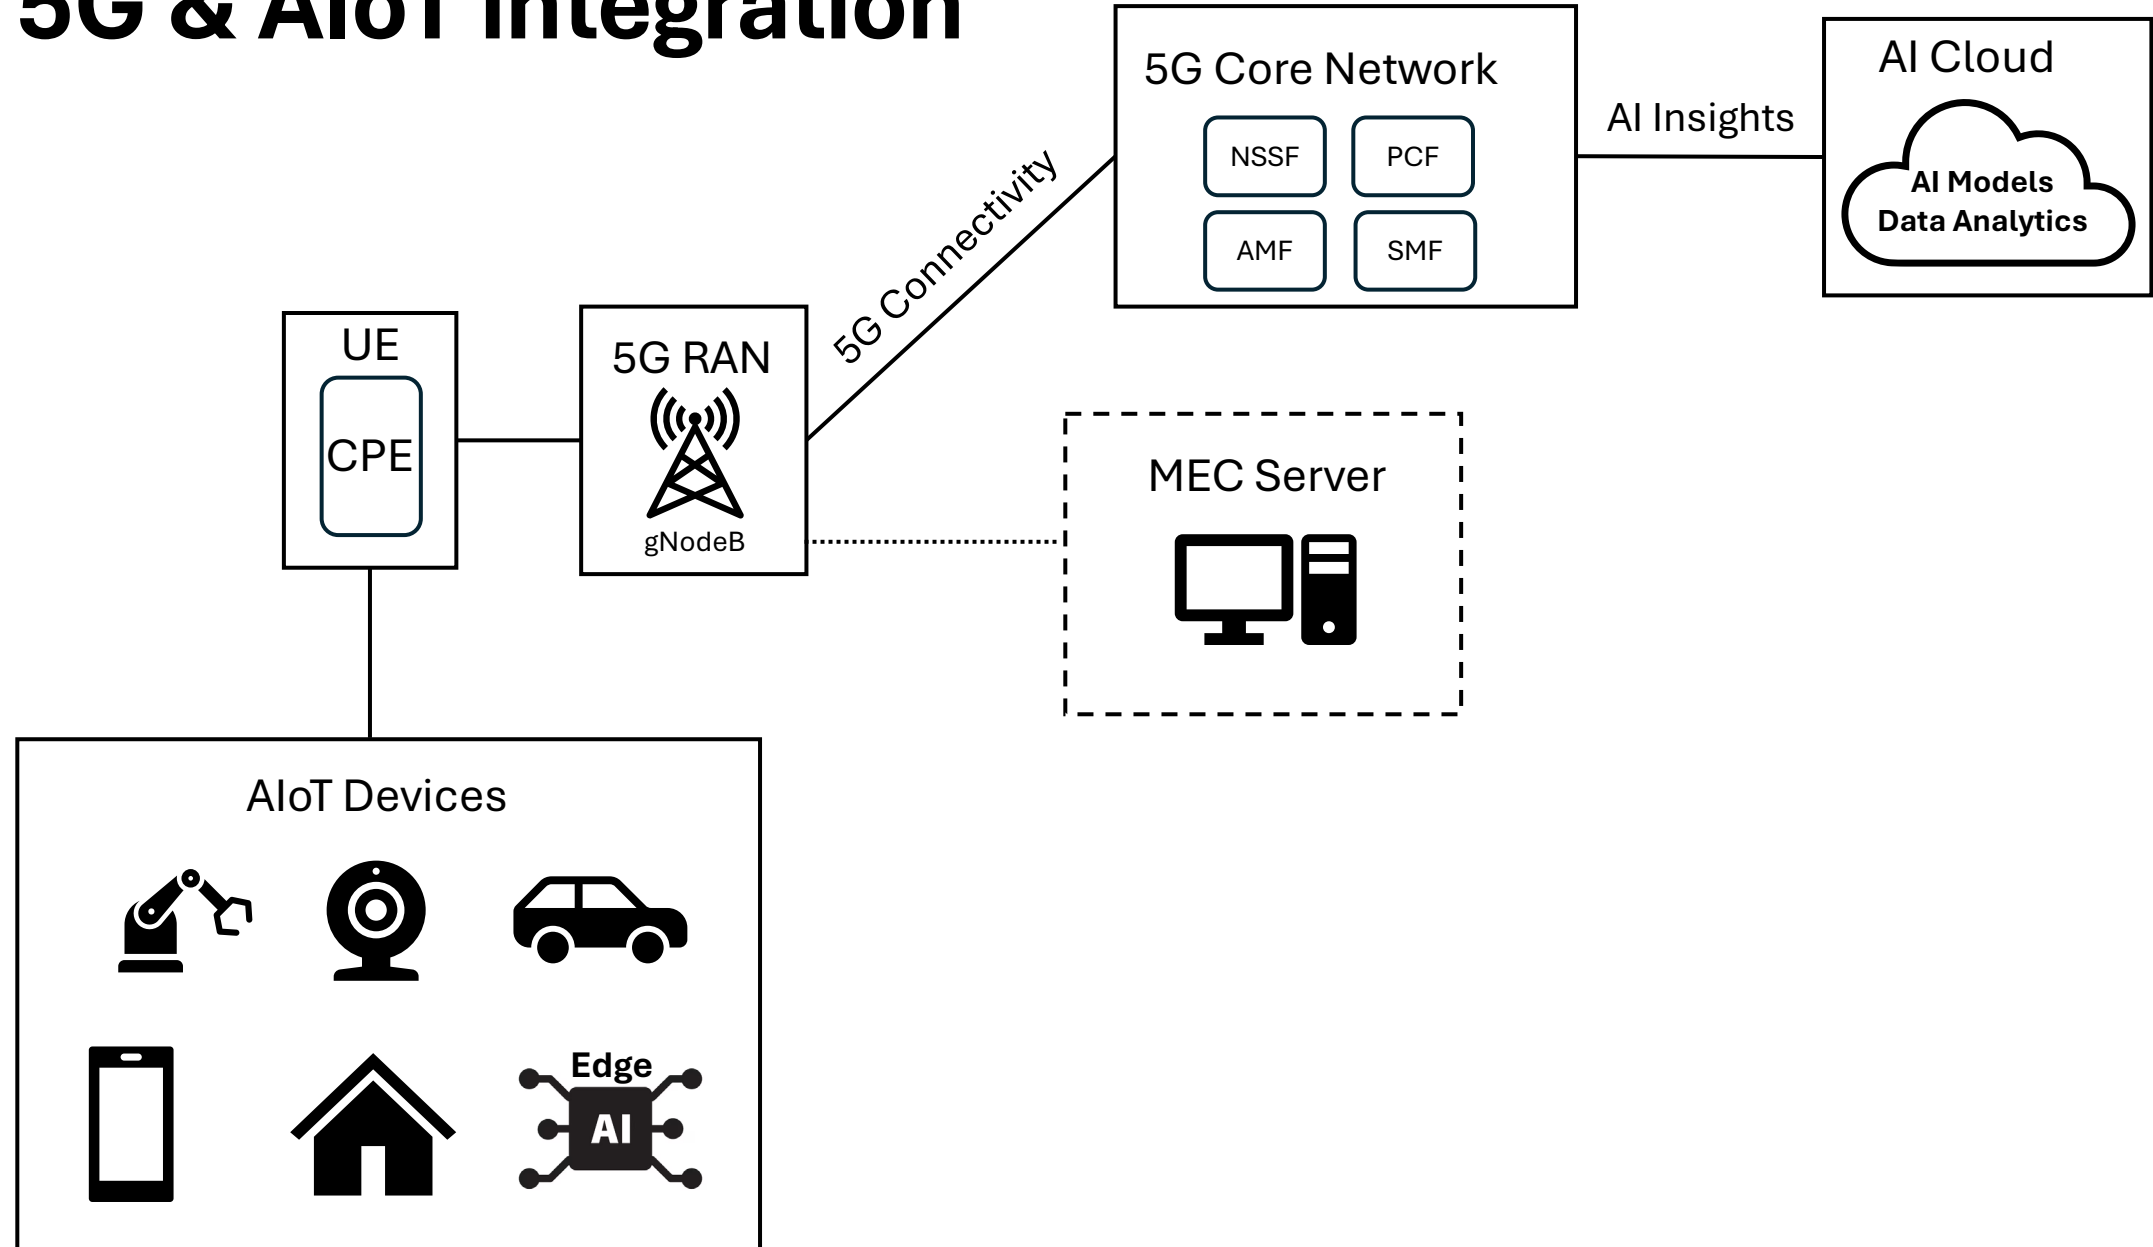 5G & AIoT Integration
5G Core Network
NSSF
PCF
AMF
SMF
AI Insights
AI Cloud
AI Models
Data Analytics
5G Connectivity
UE
CPE
5G RAN
gNodeB
MEC Server
AIoT Devices
Edge
AI